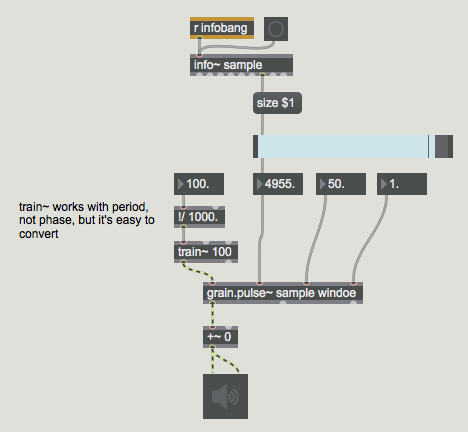 r infobang
info~ sample
size $1
100.
4955.
50.
1.
train~ works with period,
not phase, but it's easy to
convert
!/ 1000.
train~ 100
grain.pulse~ sample windoe
+~ 0